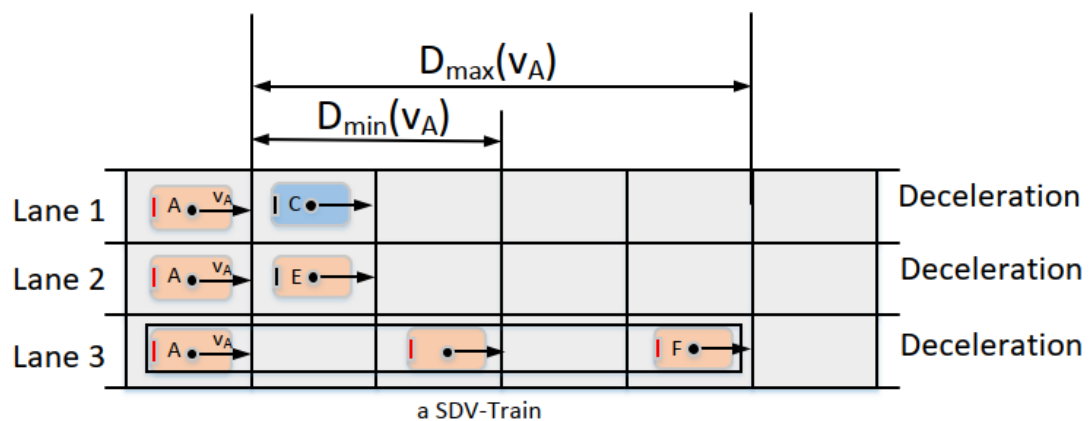 Dmax(vA)
Dmin(vA)
Lane 1 A vA C Deceleration
Lane 2 A vA E Deceleration
Lane 3 A vA F Deceleration
a SDV-Train